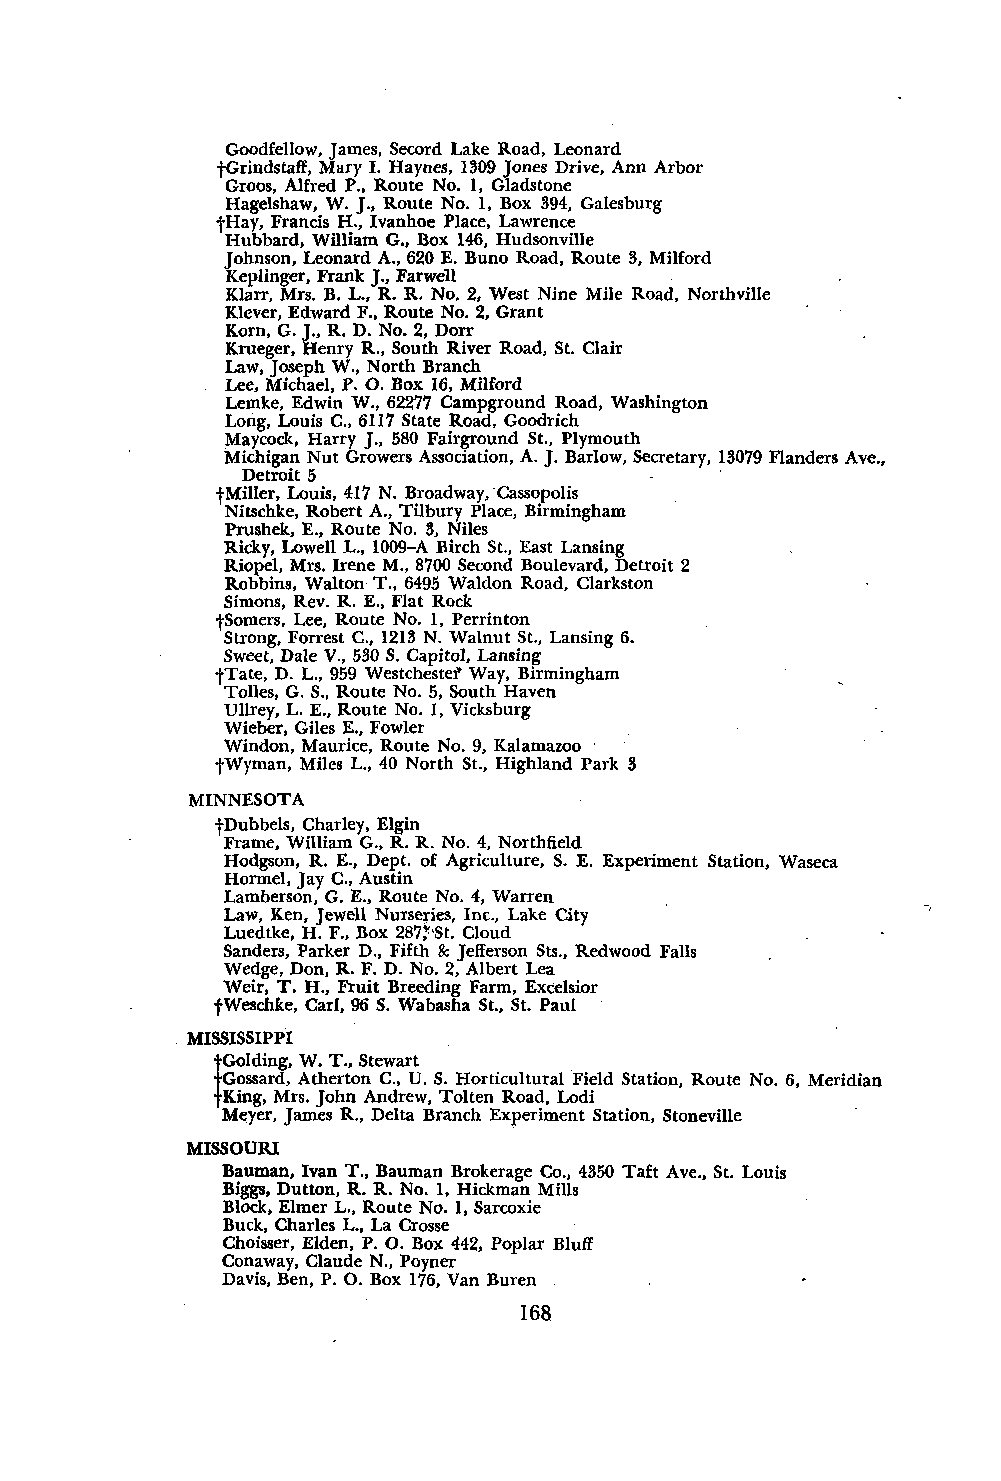 Goodfellow, James, Secord Lake Road, Leonard
†Grindstaff, Mary I. Haynes, 1309 Jones Drive, Ann Arbor
Groos, Alfred P., Route No. 1, Gladstone
Hagelshaw, W. J., Route No. 1, Box 394, Galesburg
†Hay, Francis H., Ivanhoe Place, Lawrence
Hubbard, William G., Box 146, Hudsonville
Johnson, Leonard A., 620 E. Buno Road, Route 3, Milford
Keplinger, Frank J., Farwell
Klarr, Mrs. B. L., R. R. No. 2, West Nine Mile Road, Northville
Klever, Edward F., Route No. 2, Grant
Korn, G. J., R. D. No. 2, Dorr
Krueger, Henry R., South River Road, St. Clair
Law, Joseph W., North Branch
Lee, Michael, P. O. Box 16, Milford
Lemke, Edwin W., 62277 Campground Road, Washington
Long, Louis C., 6117 State Road, Goodrich
Maycock, Harry J., 580 Fairground St., Plymouth
Michigan Nut Growers Association, A. J. Barlow, Secretary, 13079 Flanders Ave.,
Detroit 5
†Miller, Louis, 417 N. Broadway, Cassopolis
Nitschke, Robert A., Tilbury Place, Birmingham
Prushek, E., Route No. 3, Niles
Ricky, Lowell L., 1009–A Birch St., East Lansing
Riopel, Mrs. Irene M., 8700 Second Boulevard, Detroit 2
Robbins, Walton T., 6495 Waldon Road, Clarkston
Simons, Rev. R. E., Flat Rock
†Somers, Lee, Route No. 1, Perrinton
Strong, Forrest C., 1213 N. Walnut St., Lansing 6.
Sweet, Dale V., 530 S. Capitol, Lansing
†Tate, D. L., 959 Westchester Way, Birmingham
Tolles, G. S., Route No. 5, South Haven
Ullrey, L. E., Route No. 1, Vicksburg
Wieber, Giles E., Fowler
Windon, Maurice, Route No. 9, Kalamazoo
†Wyman, Miles L., 40 North St., Highland Park 3
MINNESOTA
†Dubbels, Charley, Elgin
Frame, William G., R. R. No. 4, Northfield
Hodgson, R. E., Dept. of Agriculture, S. E. Experiment Station, Waseca
Hormel, Jay C., Austin
Lamberson, G. E., Route No. 4, Warren
Law, Ken, Jewell Nurseries, Inc., Lake City
Luedtke, H. F., Box 287, St. Cloud
Sanders, Parker D., Fifth & Jefferson Sts., Redwood Falls
Wedge, Don, R. F. D. No. 2, Albert Lea
Weir, T. H., Fruit Breeding Farm, Excelsior
†Weschke, Carl, 96 S. Wabasha St., St. Paul
MISSISSIPPI
†Golding, W. T., Stewart
†Gossard, Atherton C., U. S. Horticultural Field Station, Route No. 6, Meridian
†King, Mrs. John Andrew, Tolten Road, Lodi
Meyer, James R., Delta Branch Experiment Station, Stoneville
MISSOURI
Bauman, Ivan T., Bauman Brokerage Co., 4350 Taft Ave., St. Louis
Biggs, Dutton, R. R. No. 1, Hickman Mills
Block, Elmer L., Route No. 1, Sarcoxie
Buck, Charles L., La Crosse
Choisser, Elden, P. O. Box 442, Poplar Bluff
Conaway, Claude N., Poyner
Davis, Ben, P. O. Box 176, Van Buren
168